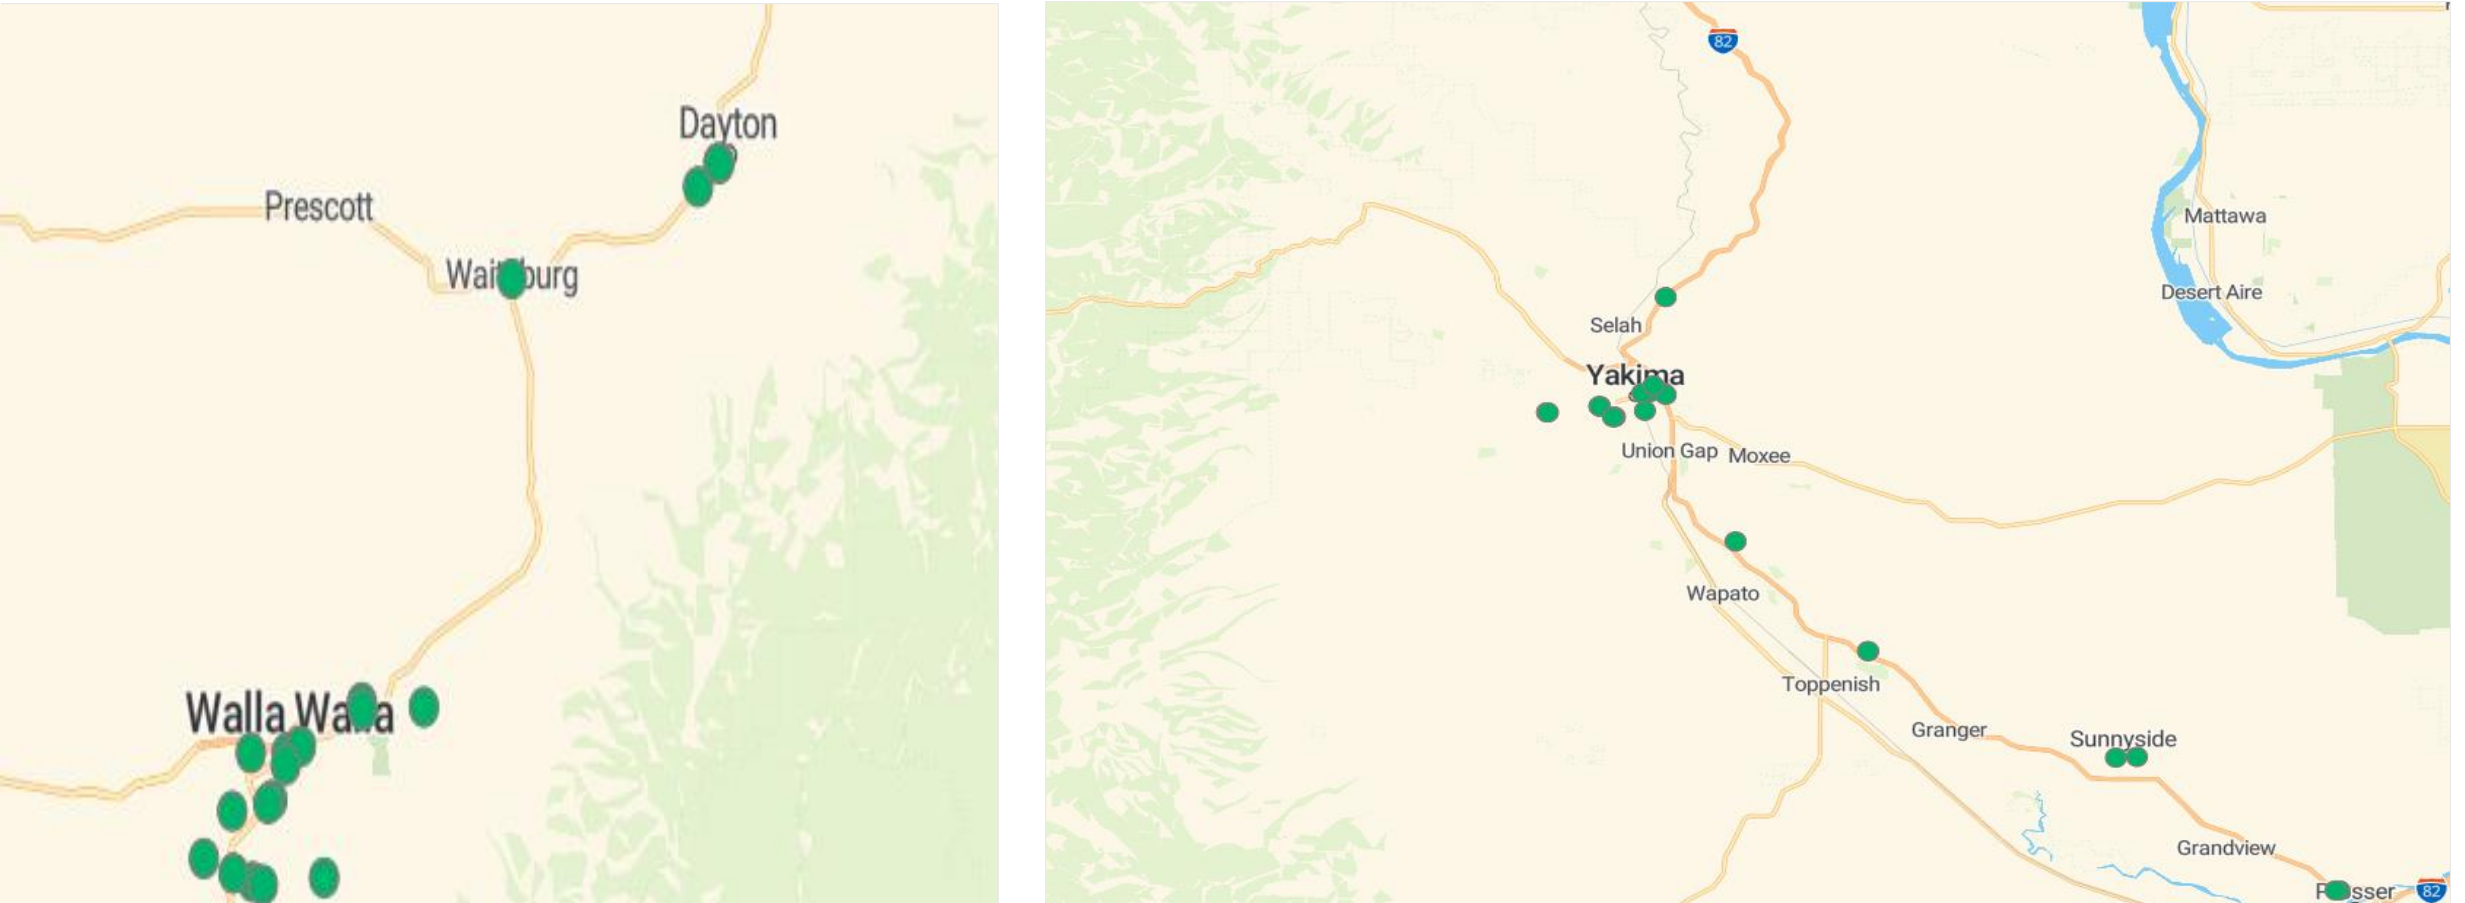 Dayton
Prescott
Walla Walla
82
Mattawa
Desert Aire
Selah
Yakima
Union Gap
Moxee
Wapato
Toppenish
Granger
Sunnyside
Grandview
82